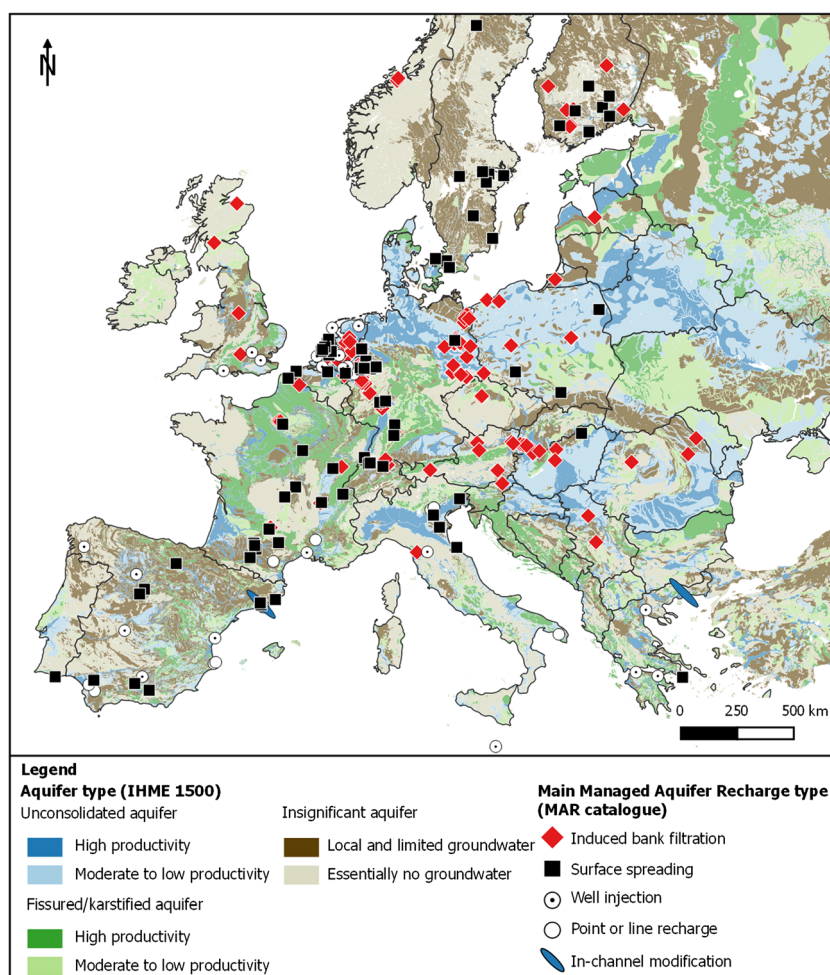 N
0 250 500 km
Legend
Aquifer type (IHME 1500)
Unconsolidated aquifer
High productivity
Moderate to low productivity
Fissured/karstified aquifer
High productivity
Moderate to low productivity
Insignificant aquifer
Local and limited groundwater
Essentially no groundwater
Main Managed Aquifer Recharge type
(MAR catalogue)
Induced bank filtration
Surface spreading
Well injection
Point or line recharge
In-channel modification